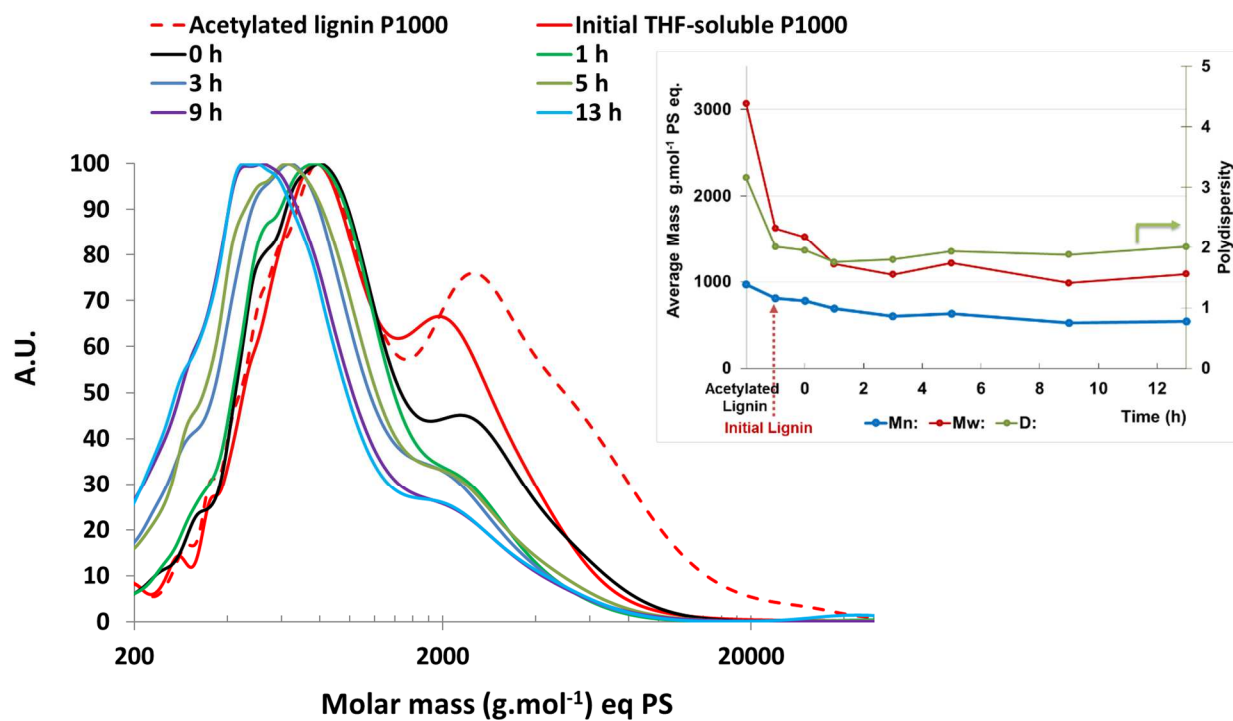 Acetylated lignin P1000
Initial THF-soluble P1000
0 h
1 h
3 h
5 h
9 h
13 h
100
90
80
70
60
50
40
30
20
10
0
A.U.
200
2000
20000
Molar mass (g.mol⁻¹) eq PS
3000
2000
1000
0
Average Mass g.mol⁻¹ PS eq.
5
4
3
2
1
0
Polydispersity
Acetylated
Lignin
0
2
4
6
8
10
12
Time (h)
Initial Lignin
Mn:
Mw:
D: